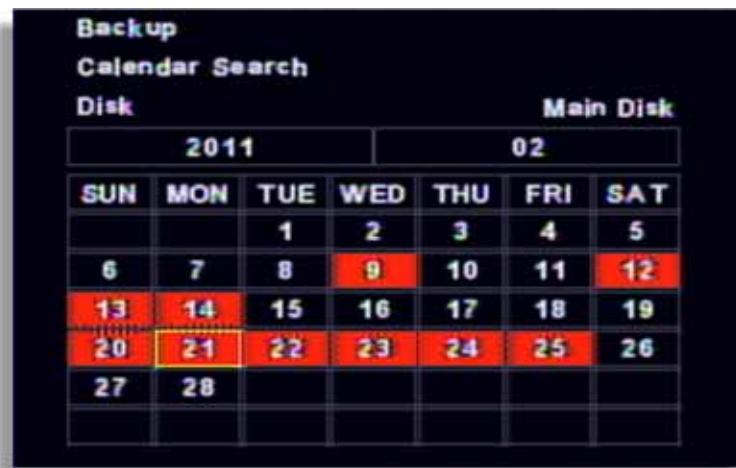 Backup
Calendar Search
Disk Main Disk
2011 02
SUN MON TUE WED THU FRI SAT
1 2 3 4 5
6 7 8 9 10 11 12
13 14 15 16 17 18 19
20 21 22 23 24 25 26
27 28